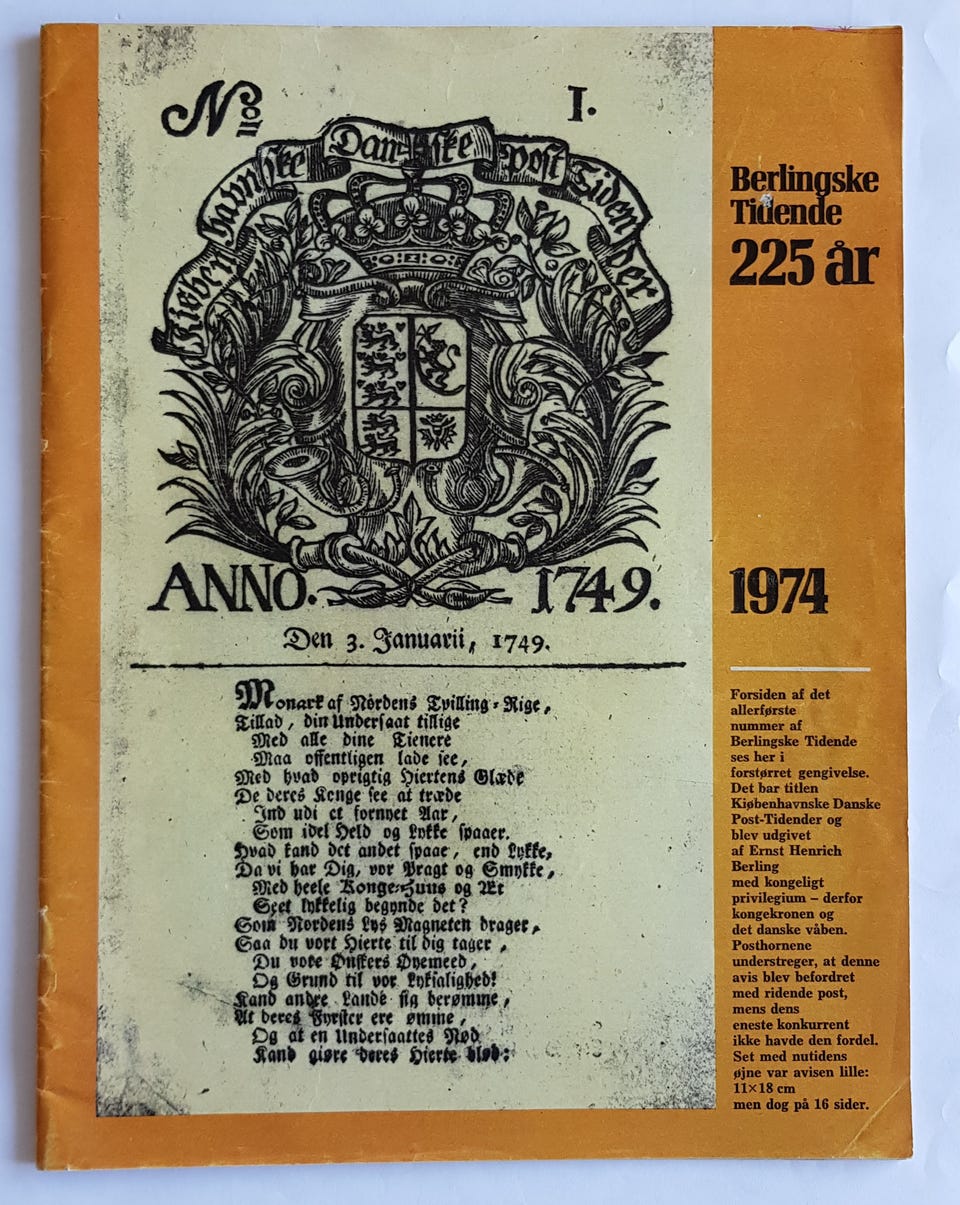 No I.
Kiøbenhavnske Danske Post Tidender
ANNO. 1749.
Den 3. Januarii, 1749.
Monark af Nordens Tvilling-Rige,
Tillad, din Undersaat tillige
Med alle dine Tienere
Maa offentligen lade see,
Med hvad oprigtig Hiertens Glæde
De deres Konge see at træde
Ind udi et fornyet Aar,
Som idel Held og Lykke spaaer.
Hvad kand det andet spaae, end Lykke,
Da vi har Dig, vor Pragt og Smykke,
Med heele Konge-Huus og Æt
Seet lykkelig begynde det?
Som Nordens Lys Magneten drager,
Saa du vort Hierte til dig tager,
Du vore Ønskers Øyemeed,
Og Grund til vor Lyksalighed!
Kand andre Lande sig berømme,
At deres Fyrster ere ømme,
Og at en Undersaattes Nød
Kand giøre deres Hierte blød:
Berlingske
Tidende
225 år
1974
Forsiden af det
allerførste
nummer af
Berlingske Tidende
ses her i
forstørret gengivelse.
Det bar titlen
Kiøbenhavnske Danske
Post-Tidender og
blev udgivet
af Ernst Henrich
Berling
med kongeligt
privilegium – derfor
kongekronen og
det danske våben.
Posthornene
understreger, at denne
avis blev befordret
med ridende post,
mens dens
eneste konkurrent
ikke havde den fordel.
Set med nutidens
øjne var avisen lille:
11×18 cm
men dog på 16 sider.